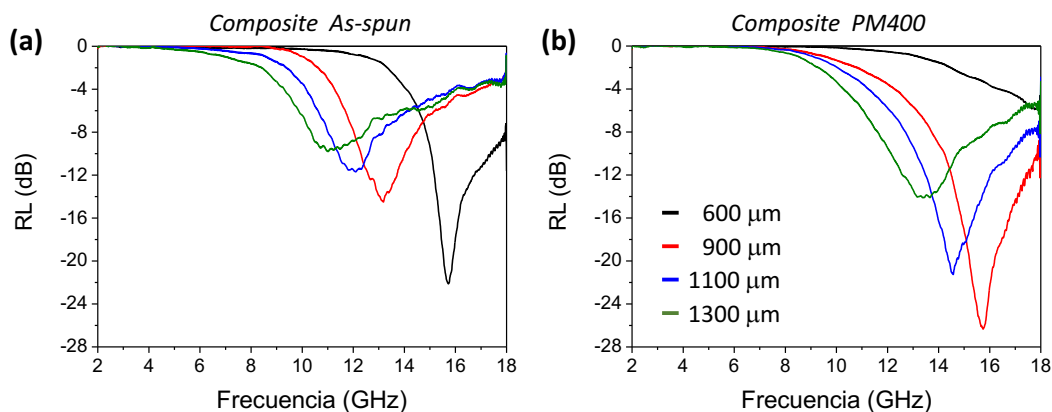 Composite As-spun
(a)
0
-4
-8
-12
-16
-20
-24
-28
RL (dB)
2 4 6 8 10 12 14 16 18
Frecuencia (GHz)
Composite PM400
(b)
0
-4
-8
-12
-16
-20
-24
-28
RL (dB)
600 μm
900 μm
1100 μm
1300 μm
2 4 6 8 10 12 14 16 18
Frecuencia (GHz)